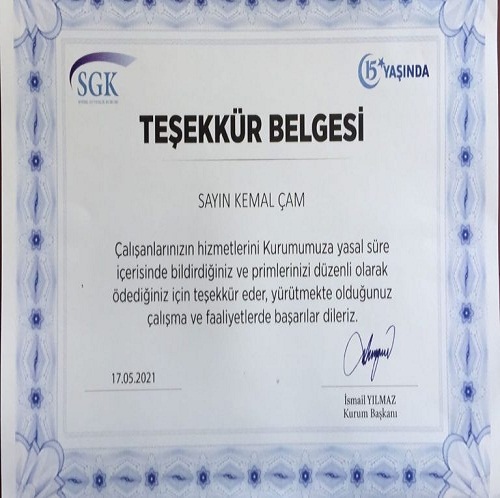 SGK
15 YAŞINDA
TEŞEKKÜR BELGESİ
SAYIN KEMAL ÇAM
Çalışanlarınızın hizmetlerini Kurumumuza yasal süre
içerisinde bildirdiğiniz ve primlerinizi düzenli olarak
ödediğiniz için teşekkür eder, yürütmekte olduğunuz
çalışma ve faaliyetlerde başarılar dileriz.
17.05.2021
İsmail YILMAZ
Kurum Başkanı